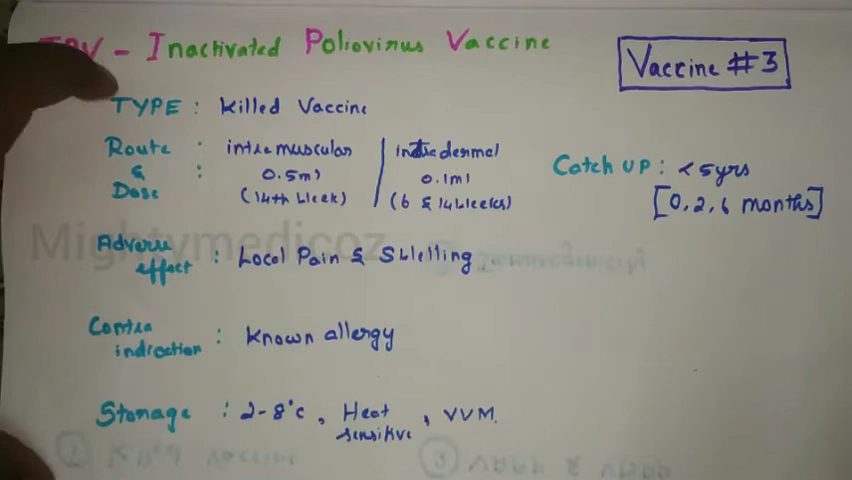 IPV - Inactivated Poliovirus Vaccine
Vaccine #3
TYPE : Killed Vaccine
Route & Dose : : intramuscular 0.5ml (14th week) / intradermal 0.1ml (6 & 14 weeks)
Catch UP : < 5yrs
[0, 2, 6 months]
Mightymedicoz
Adverse effect : Local Pain & Swelling
Contra indication : Known allergy
Storage : 2-8°c, Heat sensitive, VVM.